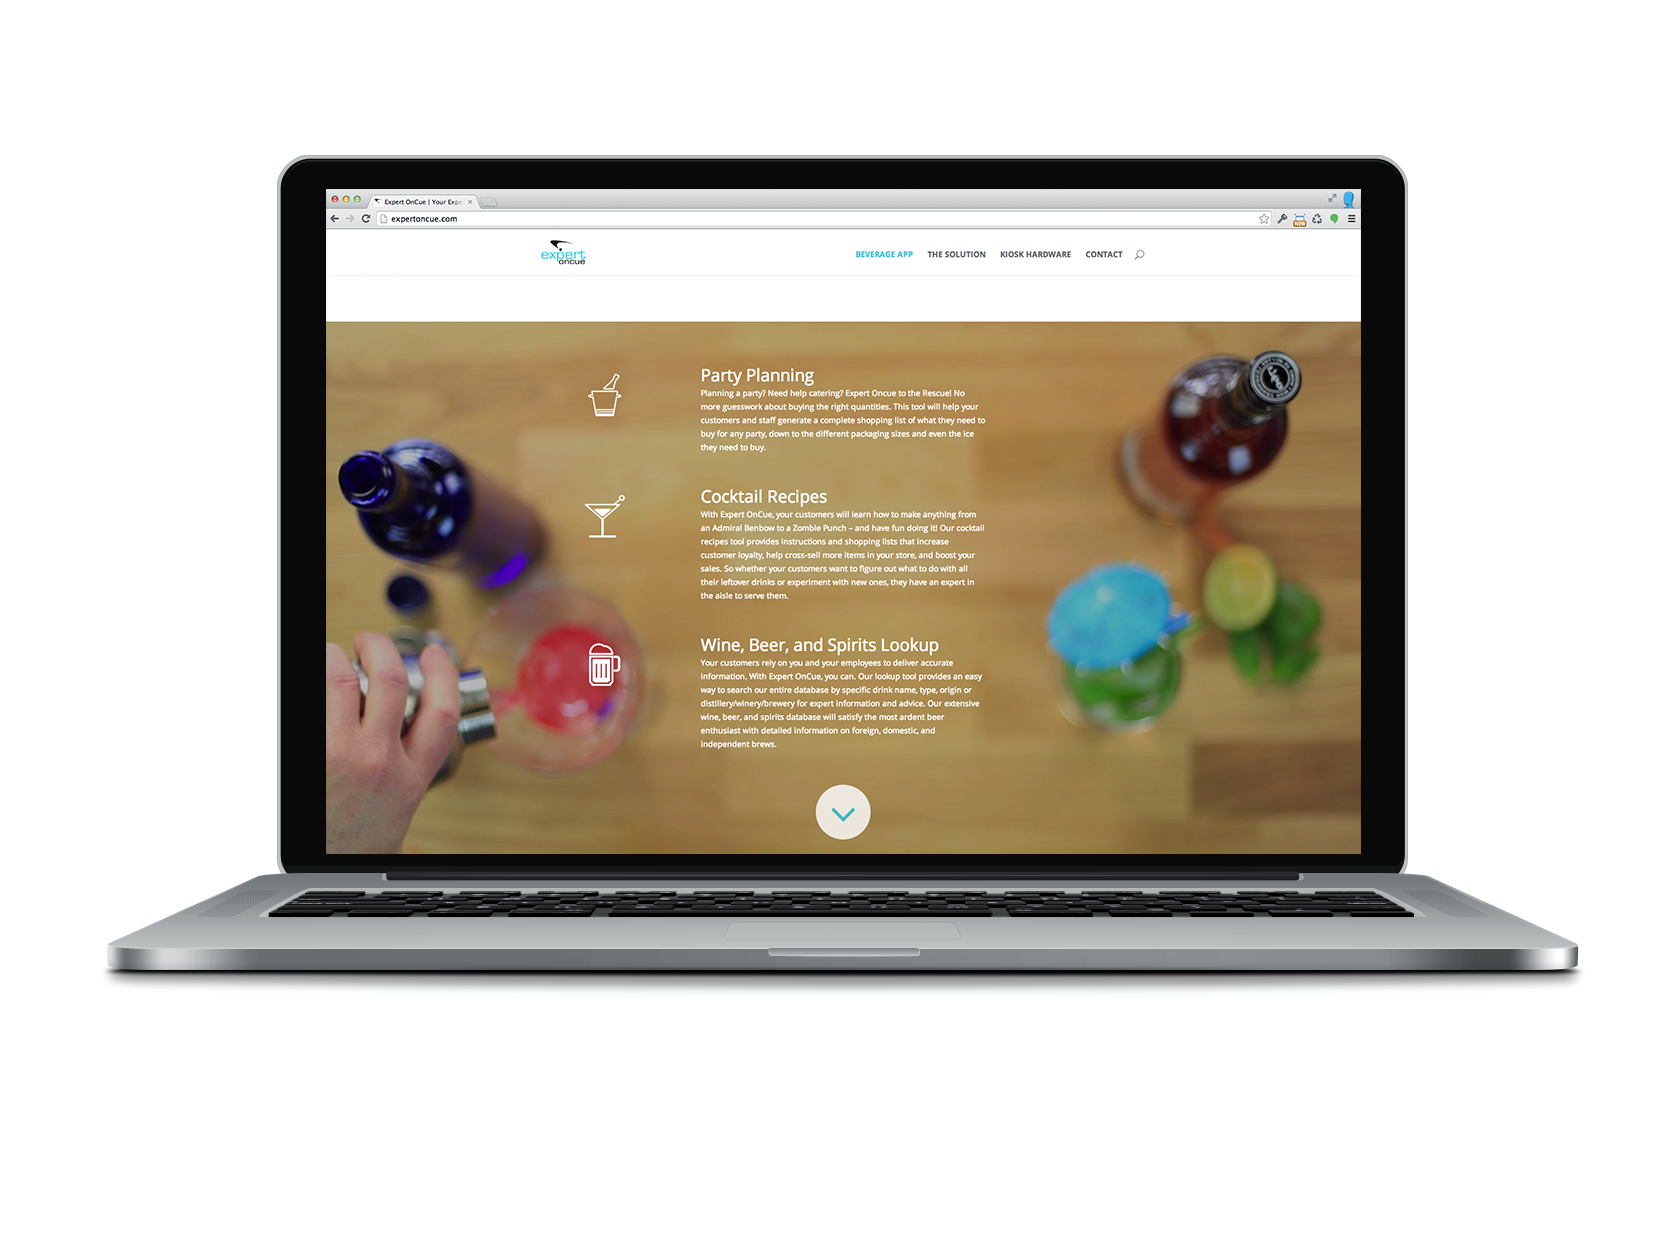 Expert OnCue | Your Exper
expertoncue.com
NEW
expert
oncue
BEVERAGE APP THE SOLUTION KIOSK HARDWARE CONTACT
Party Planning
Planning a party? Need help catering? Expert Oncue to the Rescue! No
more guesswork about buying the right quantities. This tool will help your
customers and staff generate a complete shopping list of what they need to
buy for any party, down to the different packaging sizes and even the ice
they need to buy.
Cocktail Recipes
With Expert OnCue, your customers will learn how to make anything from
an Admiral Benbow to a Zombie Punch – and have fun doing it! Our cocktail
recipes tool provides instructions and shopping lists that increase
customer loyalty, help cross-sell more items in your store, and boost your
sales. So whether your customers want to figure out what to do with all
their leftover drinks or experiment with new ones, they have an expert in
the aisle to serve them.
Wine, Beer, and Spirits Lookup
Your customers rely on you and your employees to deliver accurate
information. With Expert OnCue, you can. Our lookup tool provides an easy
way to search our entire database by specific drink name, type, origin or
distillery/winery/brewery for expert information and advice. Our extensive
wine, beer, and spirits database will satisfy the most ardent beer
enthusiast with detailed information on foreign, domestic, and
independent brews.